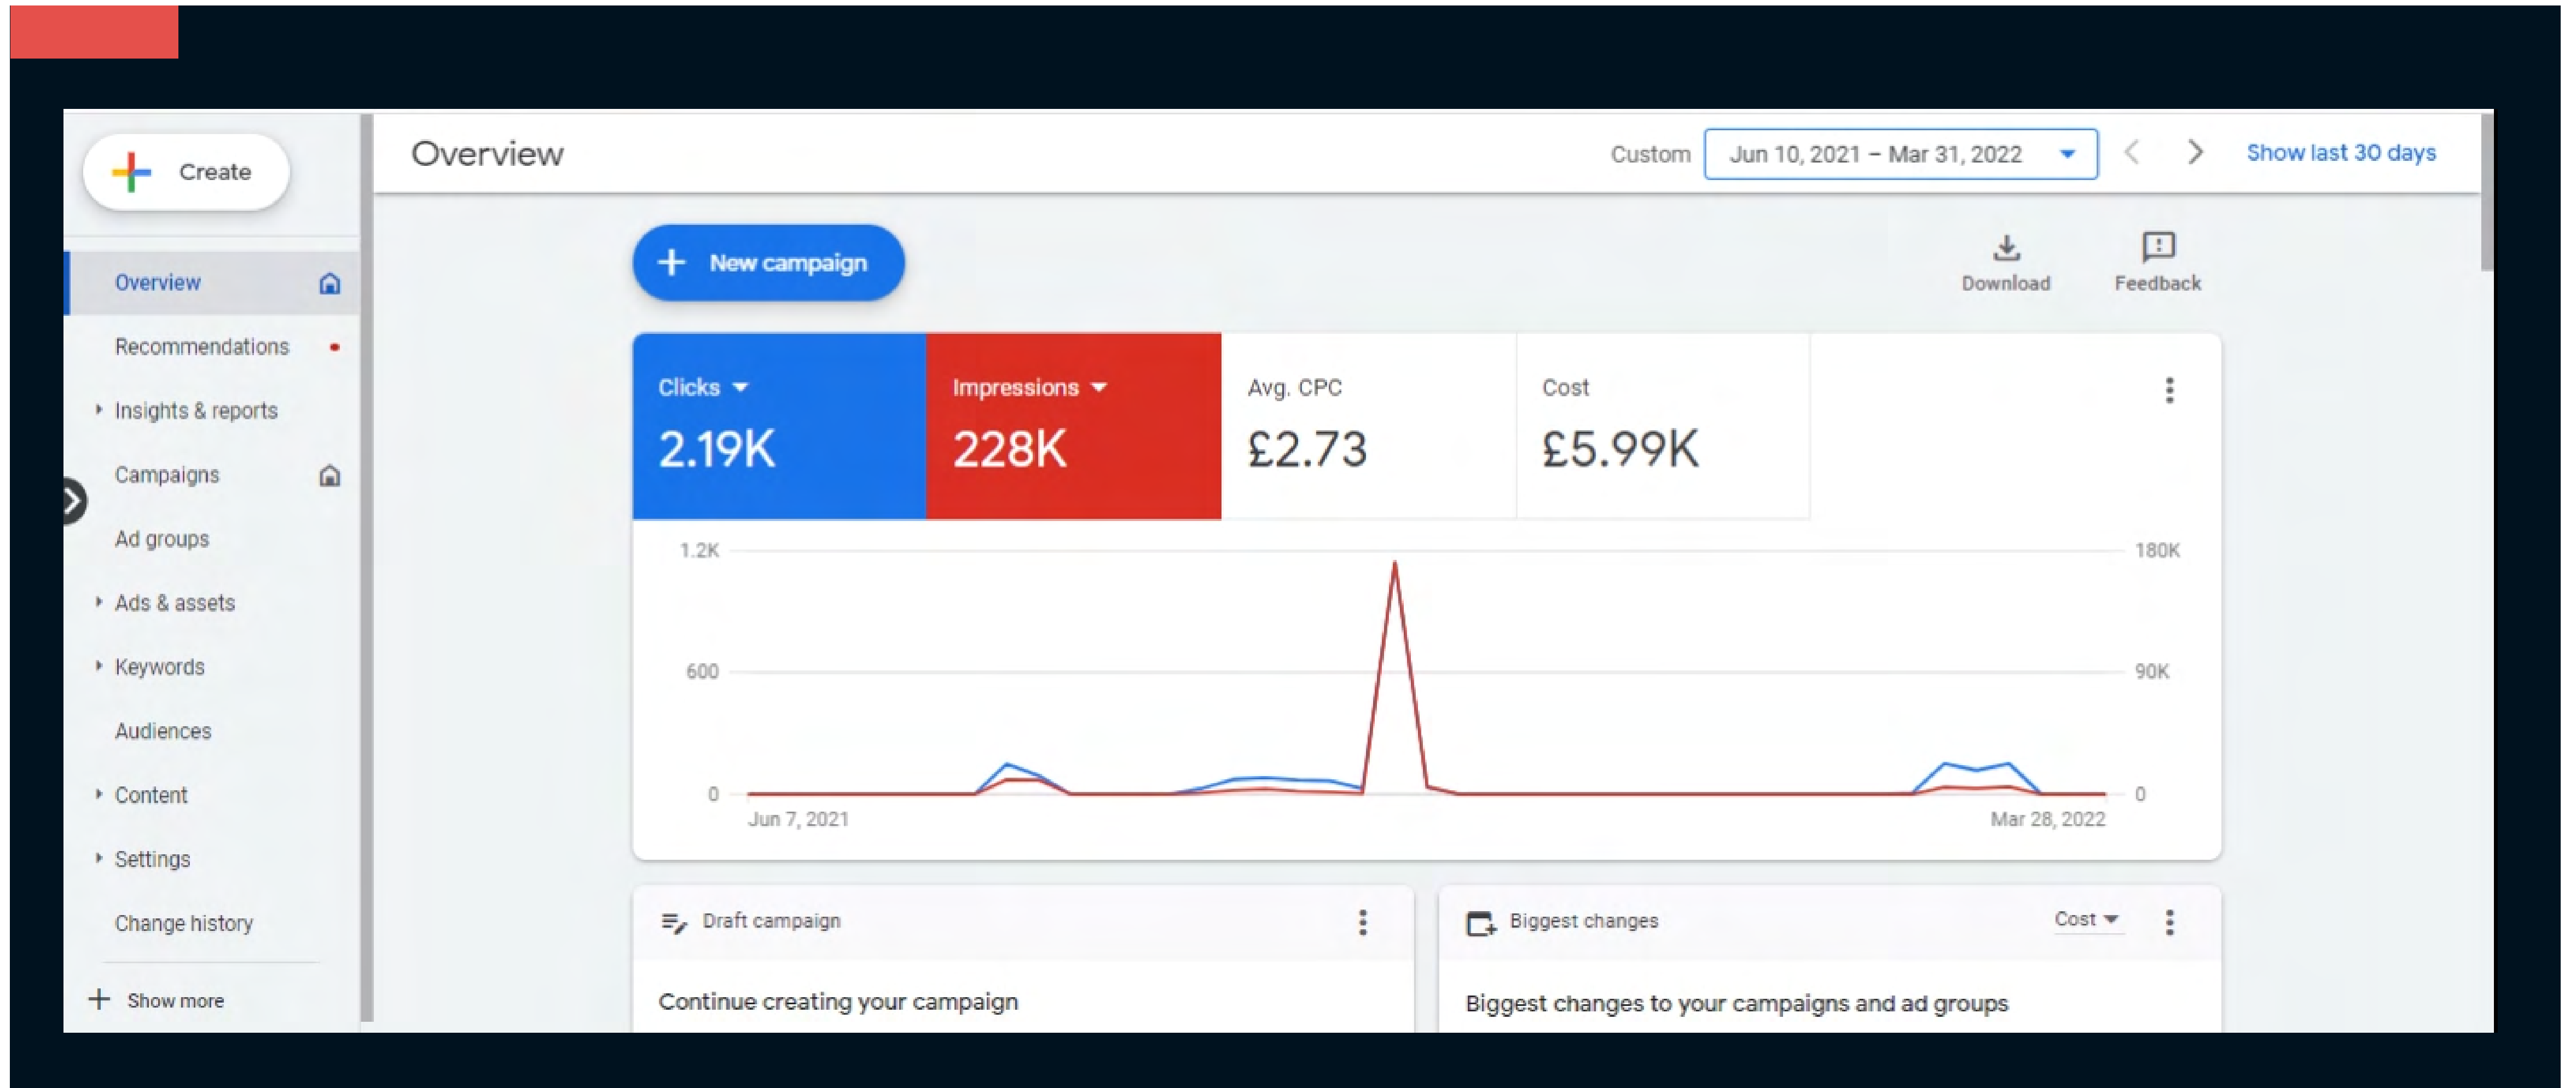 Create
Overview
Recommendations
Insights & reports
Campaigns
Ad groups
Ads & assets
Keywords
Audiences
Content
Settings
Change history
Show more
Overview
Custom Jun 10, 2021 – Mar 31, 2022 Show last 30 days
New campaign
Download Feedback
Clicks Impressions Avg. CPC Cost
2.19K 228K £2.73 £5.99K
1.2K 180K
600 90K
0 0
Jun 7, 2021 Mar 28, 2022
Draft campaign
Continue creating your campaign
Biggest changes Cost
Biggest changes to your campaigns and ad groups